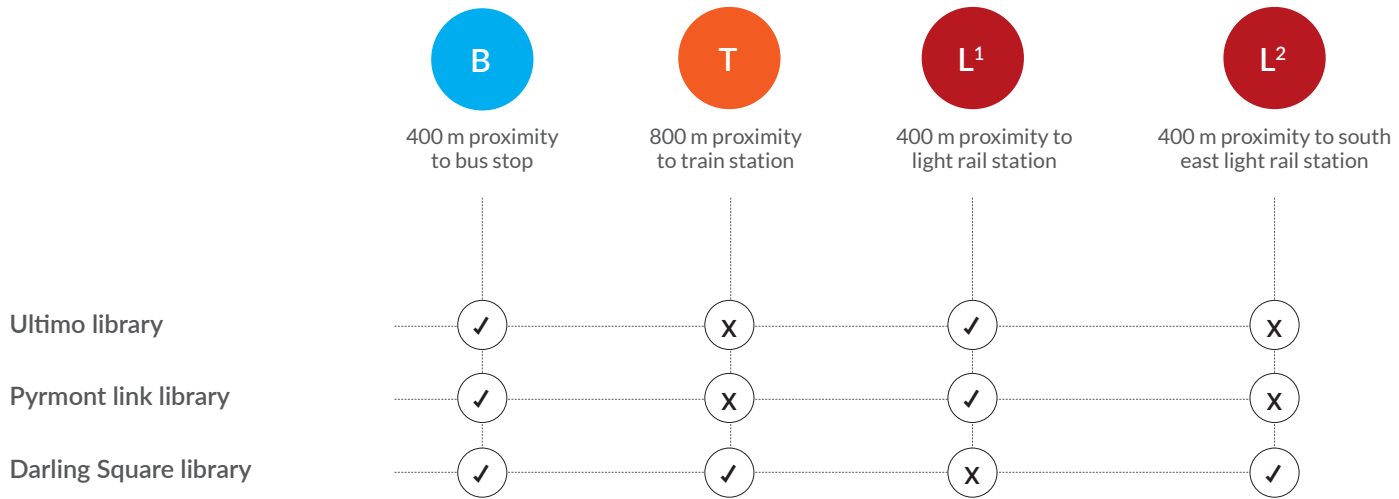 B T L¹ L²
400 m proximity 800 m proximity 400 m proximity to 400 m proximity to south
to bus stop to train station light rail station east light rail station
Ultimo library ✓ x ✓ x
Pyrmont link library ✓ x ✓ x
Darling Square library ✓ ✓ x ✓